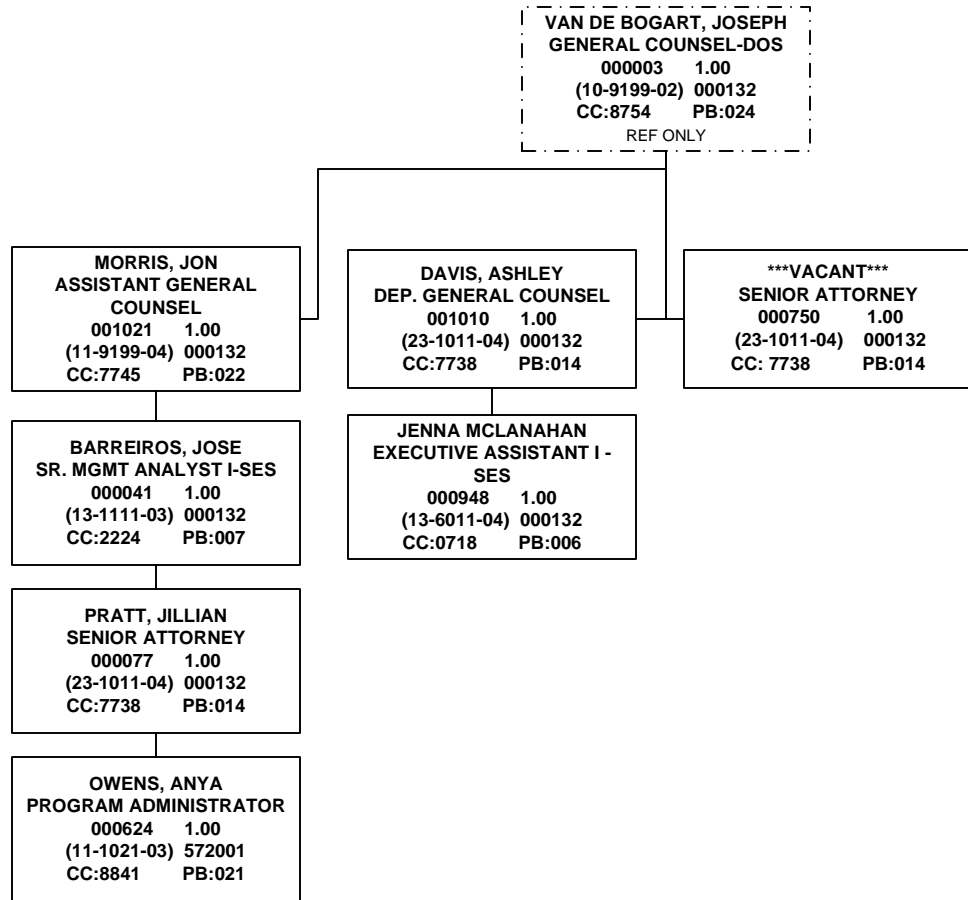 VAN DE BOGART, JOSEPH
GENERAL COUNSEL-DOS
000003 1.00
(10-9199-02) 000132
CC:8754 PB:024
REF ONLY
MORRIS, JON
ASSISTANT GENERAL
COUNSEL
001021 1.00
(11-9199-04) 000132
CC:7745 PB:022
DAVIS, ASHLEY
DEP. GENERAL COUNSEL
001010 1.00
(23-1011-04) 000132
CC:7738 PB:014
***VACANT***
SENIOR ATTORNEY
000750 1.00
(23-1011-04) 000132
CC: 7738 PB:014
BARREIROS, JOSE
SR. MGMT ANALYST I-SES
000041 1.00
(13-1111-03) 000132
CC:2224 PB:007
JENNA MCLANAHAN
EXECUTIVE ASSISTANT I -
SES
000948 1.00
(13-6011-04) 000132
CC:0718 PB:006
PRATT, JILLIAN
SENIOR ATTORNEY
000077 1.00
(23-1011-04) 000132
CC:7738 PB:014
OWENS, ANYA
PROGRAM ADMINISTRATOR
000624 1.00
(11-1021-03) 572001
CC:8841 PB:021